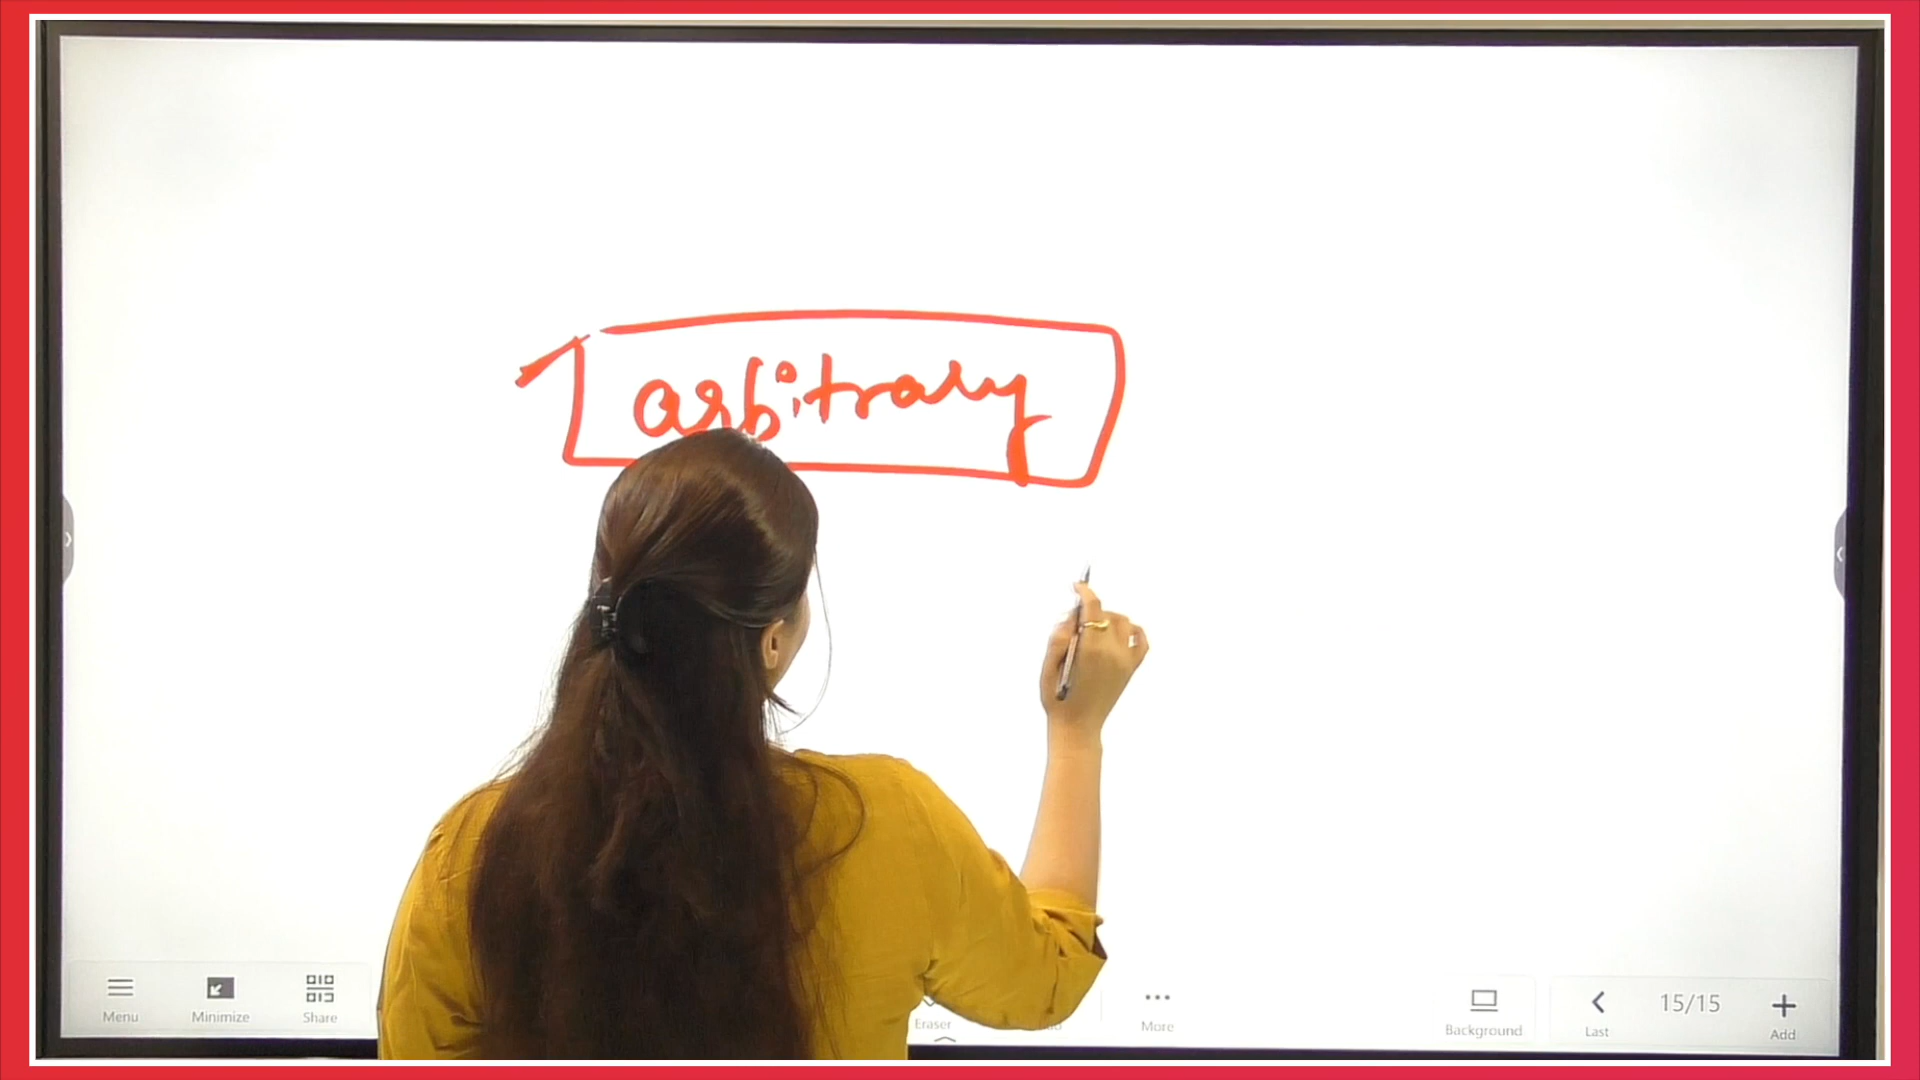 arbitrary
Menu
Minimize
Share
Eraser
More
Background
Last
15/15
Add